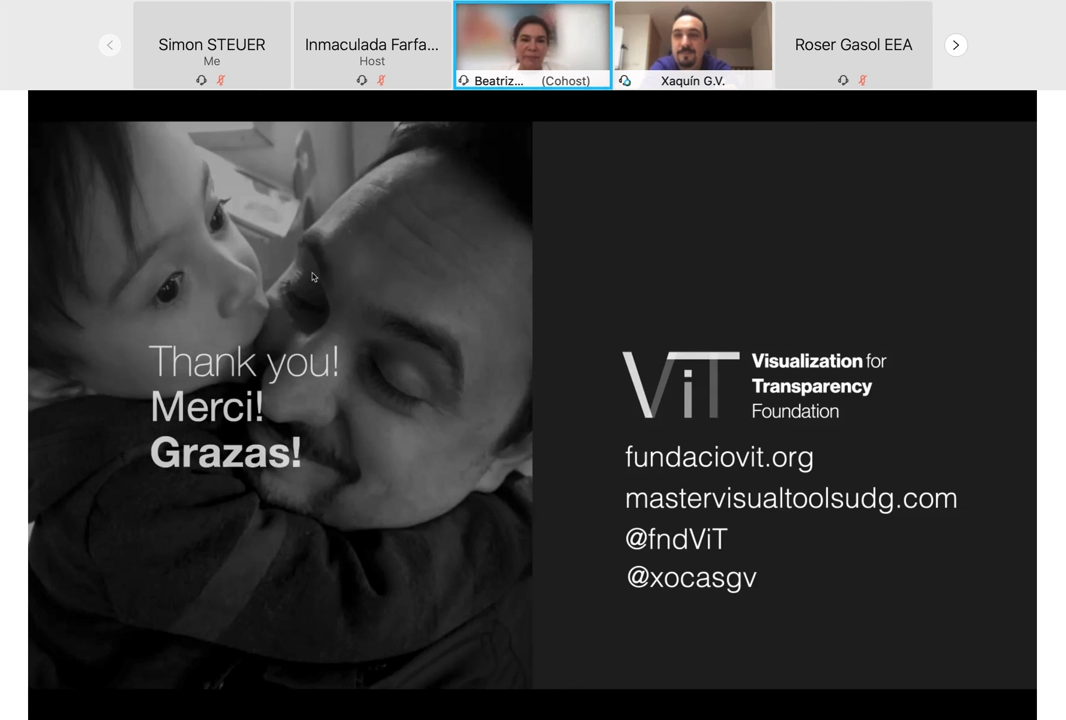 Simon STEUER
Me
Inmaculada Farfa...
Host
Beatriz... (Cohost)
Xaquín G.V.
Roser Gasol EEA
Thank you!
Merci!
Grazas!
ViT
Visualization for
Transparency
Foundation
fundaciovit.org
mastervisualtoolsudg.com
@fndViT
@xocasgv